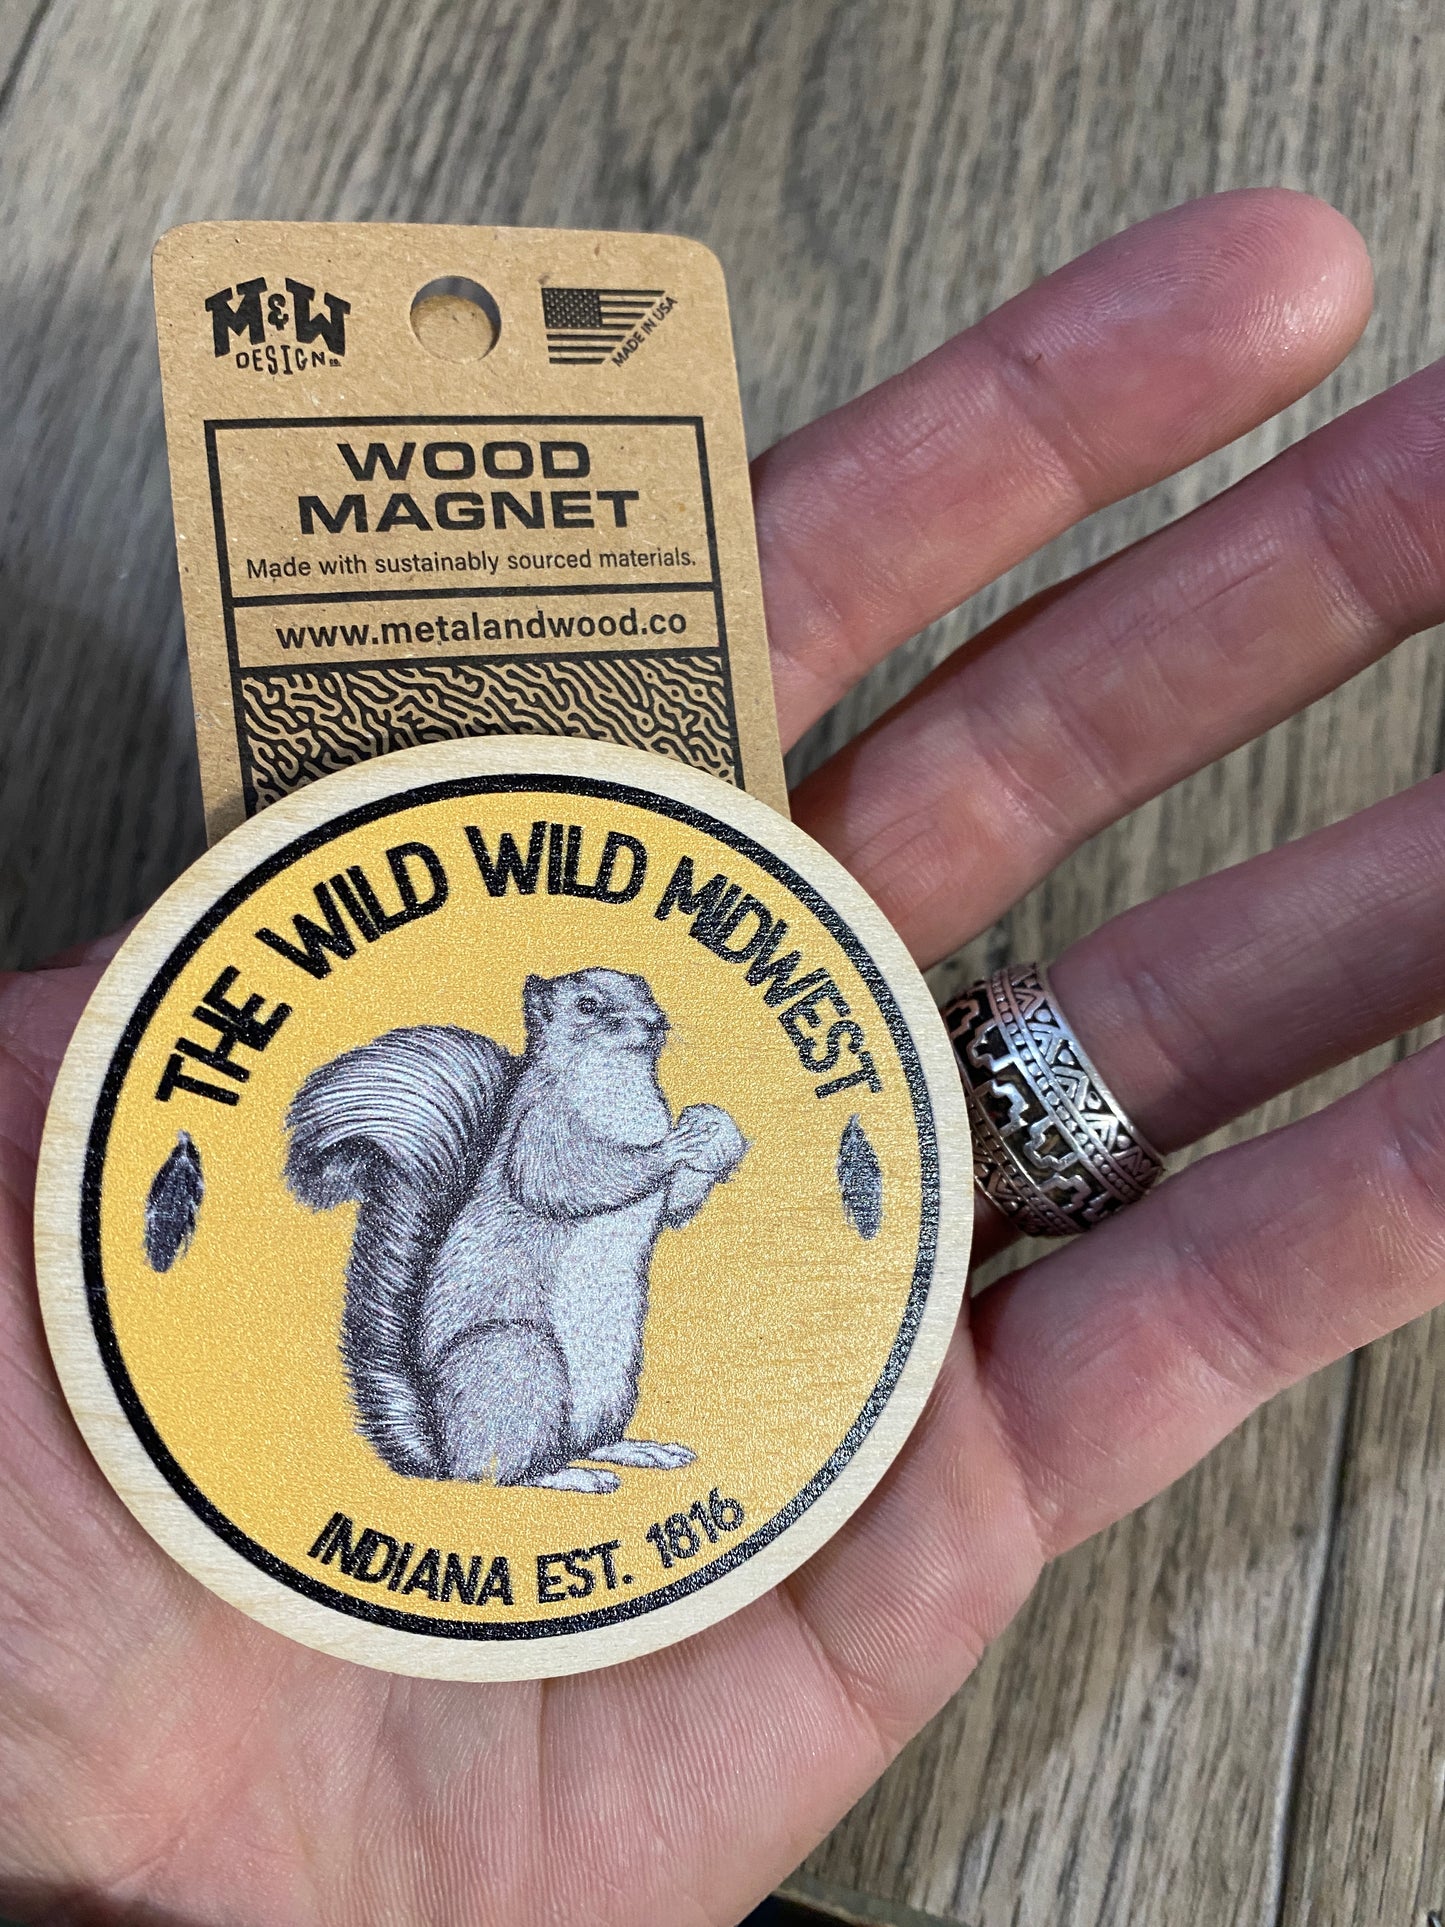 M&W
DESIGN CO.
MADE IN USA
WOOD
MAGNET
Made with sustainably sourced materials.
www.metalandwood.co
THE WILD WILD MIDWEST
INDIANA EST. 1816